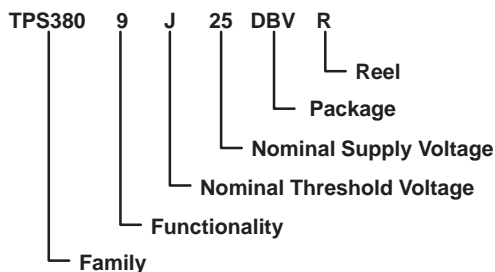 TPS380 9 J 25 DBV R
Reel
Package
Nominal Supply Voltage
Nominal Threshold Voltage
Functionality
Family